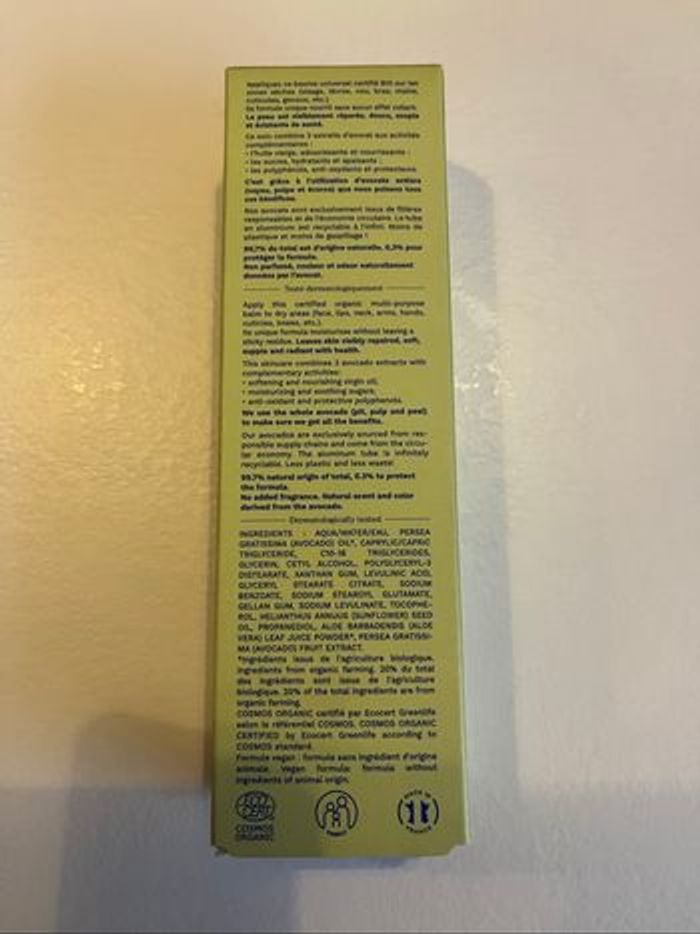 Appliquez ce baume universel certifié BIO sur les
zones sèches (visage, lèvres, cou, bras, mains,
cuticules, genoux, etc.)
Sa formule unique nourrit sans aucun effet collant.
La peau est visiblement réparée, douce, souple
et éclatante de santé.
Ce soin combine 3 extraits d'avocat aux activités
complémentaires :
• l'huile vierge, adoucissante et nourrissante ;
• les sucres, hydratants et apaisants ;
• les polyphénols, anti-oxydants et protecteurs.
C'est grâce à l'utilisation d'avocats entiers
(noyau, pulpe et écorce) que nous puisons tous
ces bénéfices.
Nos avocats sont exclusivement issus de filières
responsables et de l'économie circulaire. Le tube
en aluminium est recyclable à l'infini. Moins de
plastique et moins de gaspillage !
99,7% du total est d'origine naturelle, 0,3% pour
protéger la formule.
Non parfumé, couleur et odeur naturellement
données par l'avocat.
Testé dermatologiquement
Apply this certified organic multi-purpose
balm to dry areas (face, lips, neck, arms, hands,
cuticles, knees, etc.).
Its unique formula moisturises without leaving a
sticky residue. Leaves skin visibly repaired, soft,
supple and radiant with health.
This skincare combines 3 avocado extracts with
complementary activities:
• softening and nourishing virgin oil;
• moisturizing and soothing sugars;
• anti-oxidant and protective polyphenols.
We use the whole avocado (pit, pulp and peel)
to make sure we get all the benefits.
Our avocados are exclusively sourced from res-
ponsible supply chains and come from the circu-
lar economy. The aluminum tube is infinitely
recyclable. Less plastic and less waste!
99.7% natural origin of total, 0.3% to protect
the formula.
No added fragrance. Natural scent and color
derived from the avocado.
Dermatologically tested
INGREDIENTS : AQUA/WATER/EAU, PERSEA
GRATISSIMA (AVOCADO) OIL*, CAPRYLIC/CAPRIC
TRIGLYCERIDE, C10-18 TRIGLYCERIDES,
GLYCERIN, CETYL ALCOHOL, POLYGLYCERYL-3
DISTEARATE, XANTHAN GUM, LEVULINIC ACID,
GLYCERYL STEARATE CITRATE, SODIUM
BENZOATE, SODIUM STEAROYL GLUTAMATE,
GELLAN GUM, SODIUM LEVULINATE, TOCOPHE-
ROL, HELIANTHUS ANNUUS (SUNFLOWER) SEED
OIL, PROPANEDIOL, ALOE BARBADENSIS (ALOE
VERA) LEAF JUICE POWDER*, PERSEA GRATISSI-
MA (AVOCADO) FRUIT EXTRACT.
*Ingrédients issus de l'agriculture biologique.
Ingredients from organic farming. 20% du total
des ingrédients sont issus de l'agriculture
biologique. 20% of the total ingredients are from
organic farming.
COSMOS ORGANIC certifié par Ecocert Greenlife
selon le référentiel COSMOS. COSMOS ORGANIC
CERTIFIED by Ecocert Greenlife according to
COSMOS standard.
Formule vegan : formule sans ingrédient d'origine
animale. Vegan formula: formula without
ingredients of animal origin.
ECO
CERT
COSMOS
ORGANIC
FAMILY
MADE IN
FRANCE